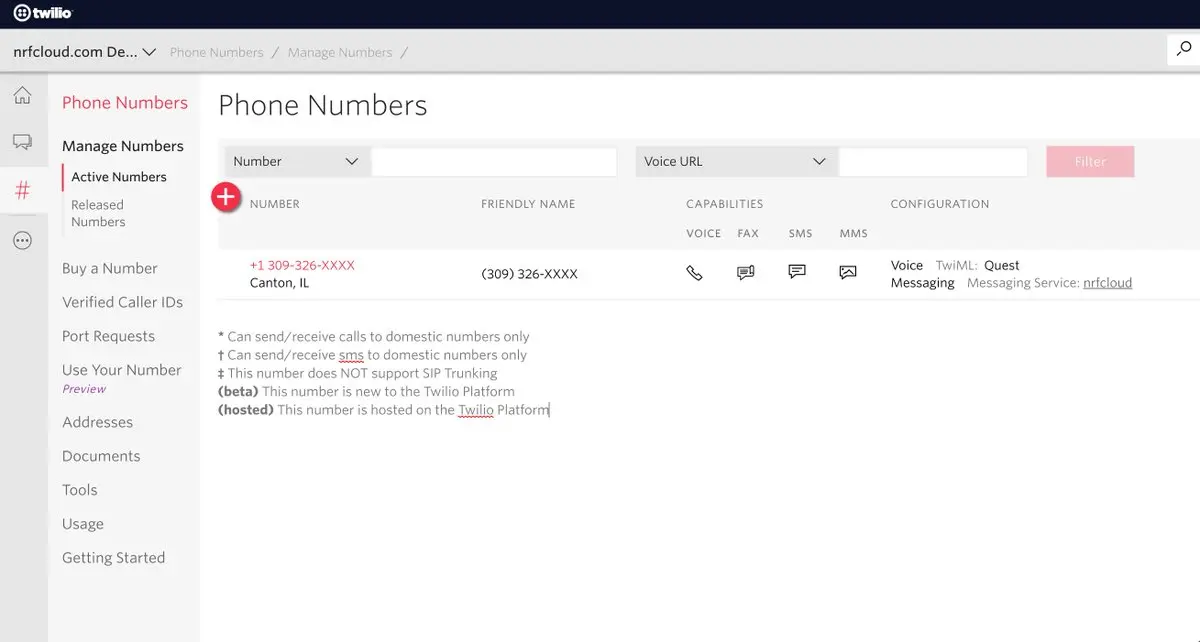 twilio
nrfcloud.com De... Phone Numbers / Manage Numbers /
Phone Numbers
Manage Numbers
Active Numbers
Released
Numbers
Buy a Number
Verified Caller IDs
Port Requests
Use Your Number
Preview
Addresses
Documents
Tools
Usage
Getting Started
Phone Numbers
Number Voice URL Filter
NUMBER FRIENDLY NAME CAPABILITIES CONFIGURATION
VOICE FAX SMS MMS
+1 309-326-XXXX (309) 326-XXXX Voice TwiML: Quest
Canton, IL Messaging Messaging Service: nrfcloud
* Can send/receive calls to domestic numbers only
† Can send/receive sms to domestic numbers only
‡ This number does NOT support SIP Trunking
(beta) This number is new to the Twilio Platform
(hosted) This number is hosted on the Twilio Platform